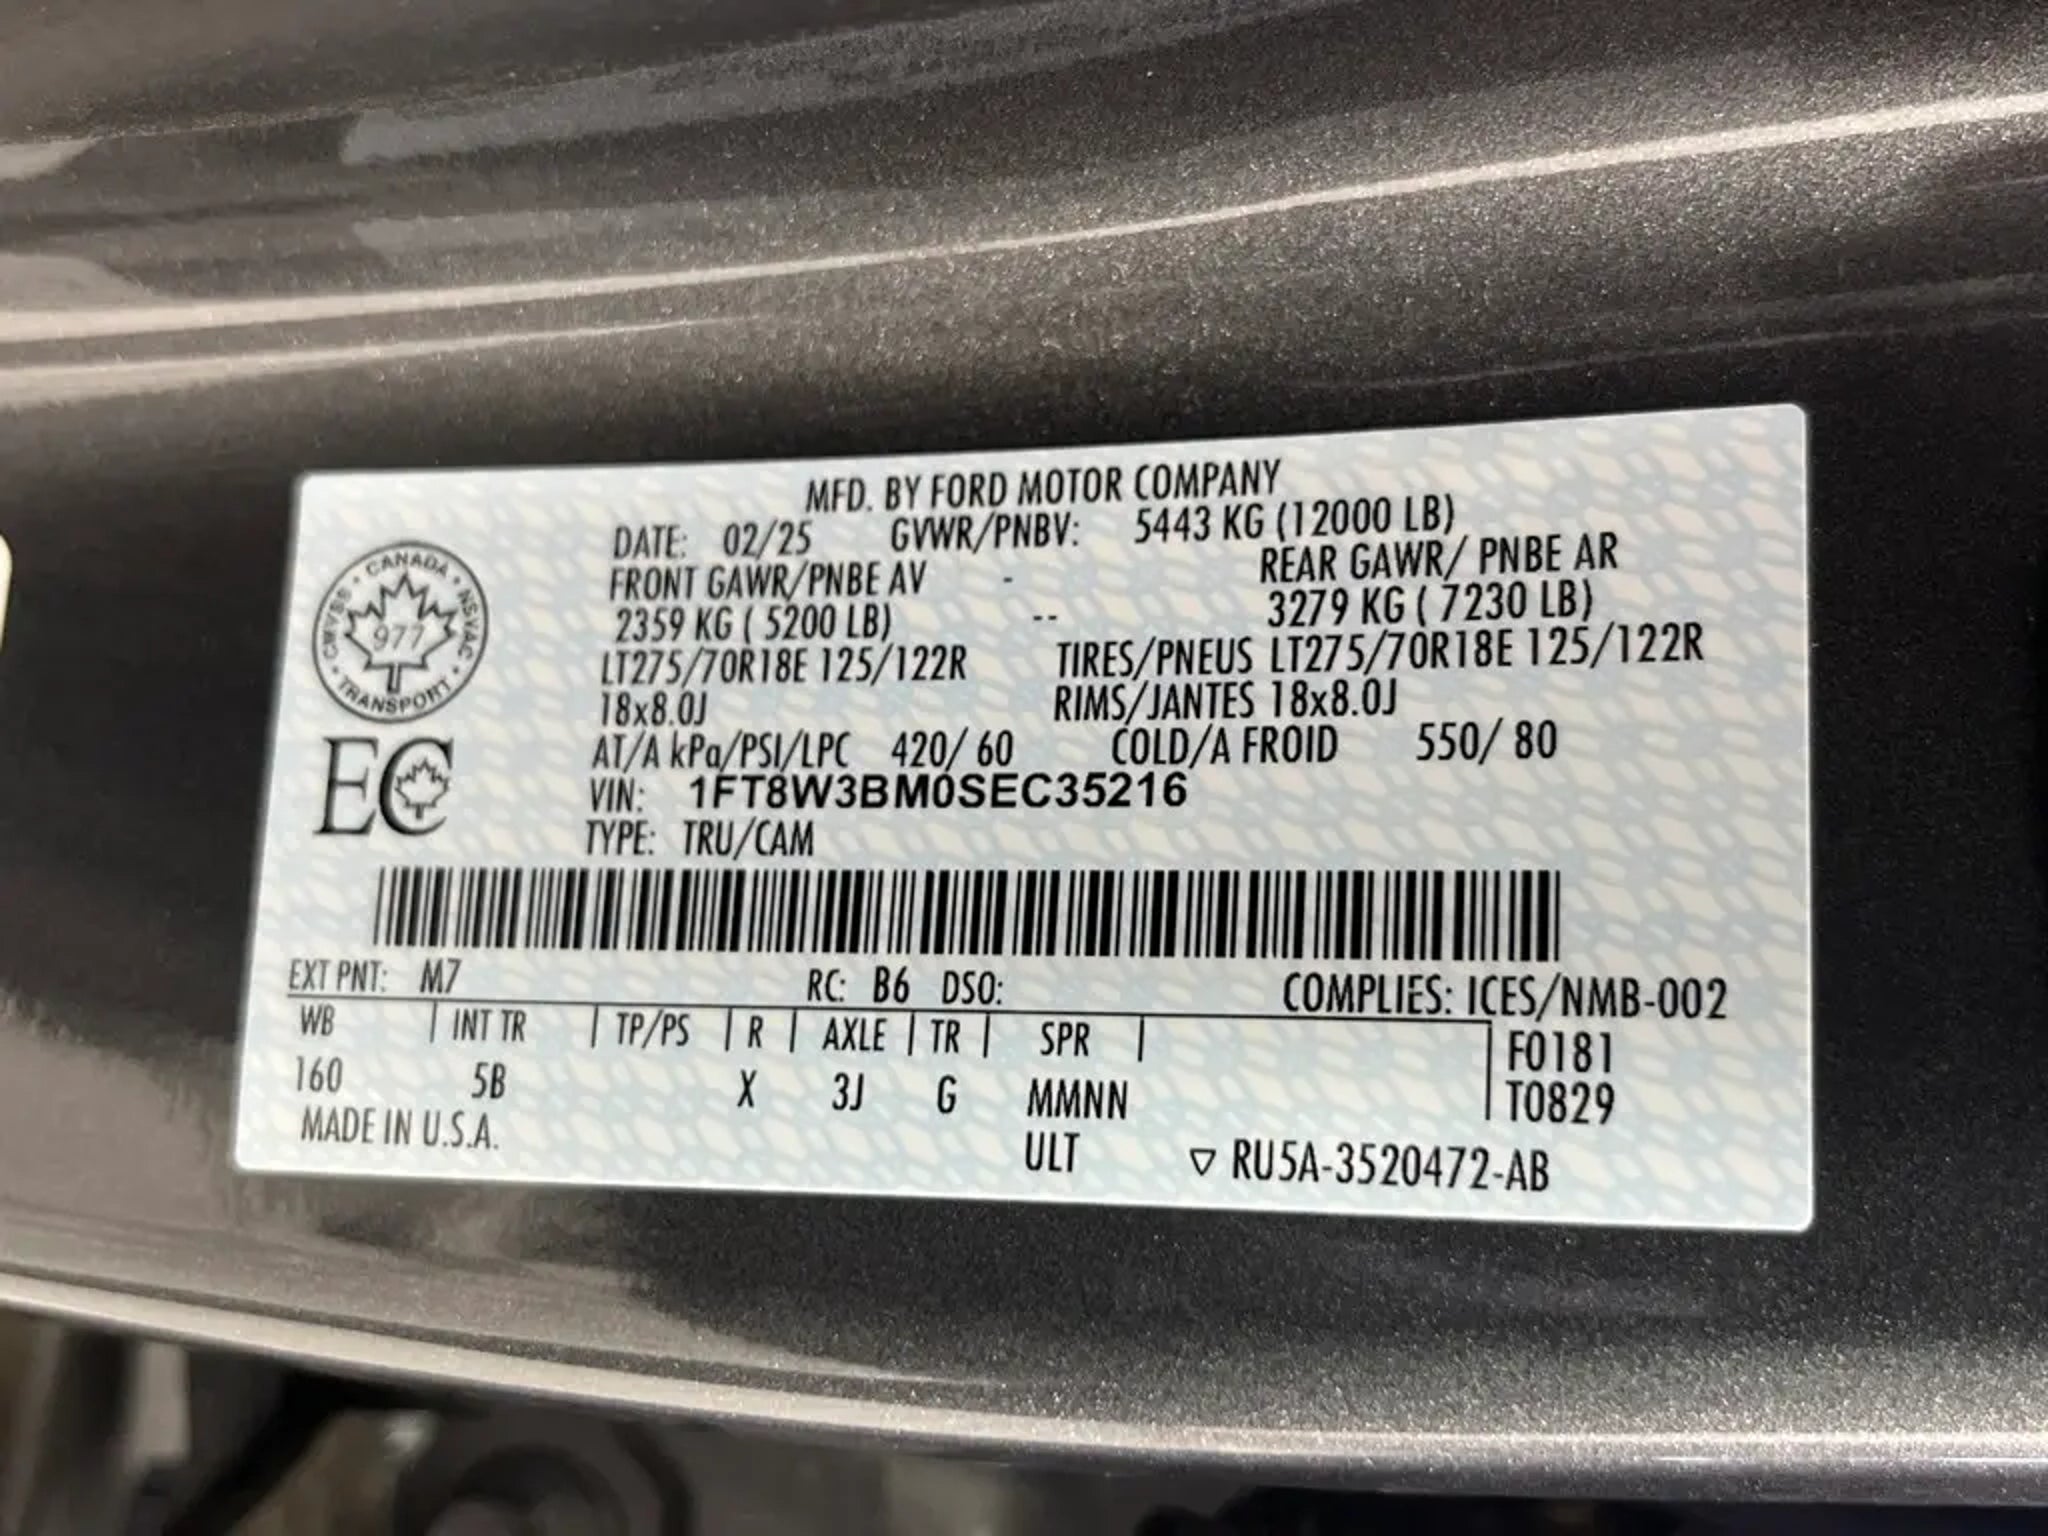 MFD. BY FORD MOTOR COMPANY
DATE: 02/25 GVWR/PNBV: 5443 KG (12000 LB)
FRONT GAWR/PNBE AV - REAR GAWR/ PNBE AR
2359 KG ( 5200 LB) -- 3279 KG ( 7230 LB)
LT275/70R18E 125/122R TIRES/PNEUS LT275/70R18E 125/122R
18x8.0J RIMS/JANTES 18x8.0J
AT/A kPa/PSI/LPC 420/ 60 COLD/A FROID 550/ 80
VIN: 1FT8W3BM0SEC35216
TYPE: TRU/CAM
CANADA
CMVSS NSVAC
977
TRANSPORT
EC
EXT PNT: M7 RC: B6 DSO: COMPLIES: ICES/NMB-002
WB | INT TR | TP/PS | R | AXLE | TR | SPR | F0181
160 5B X 3J G MMNN T0829
MADE IN U.S.A. ULT ▽ RU5A-3520472-AB